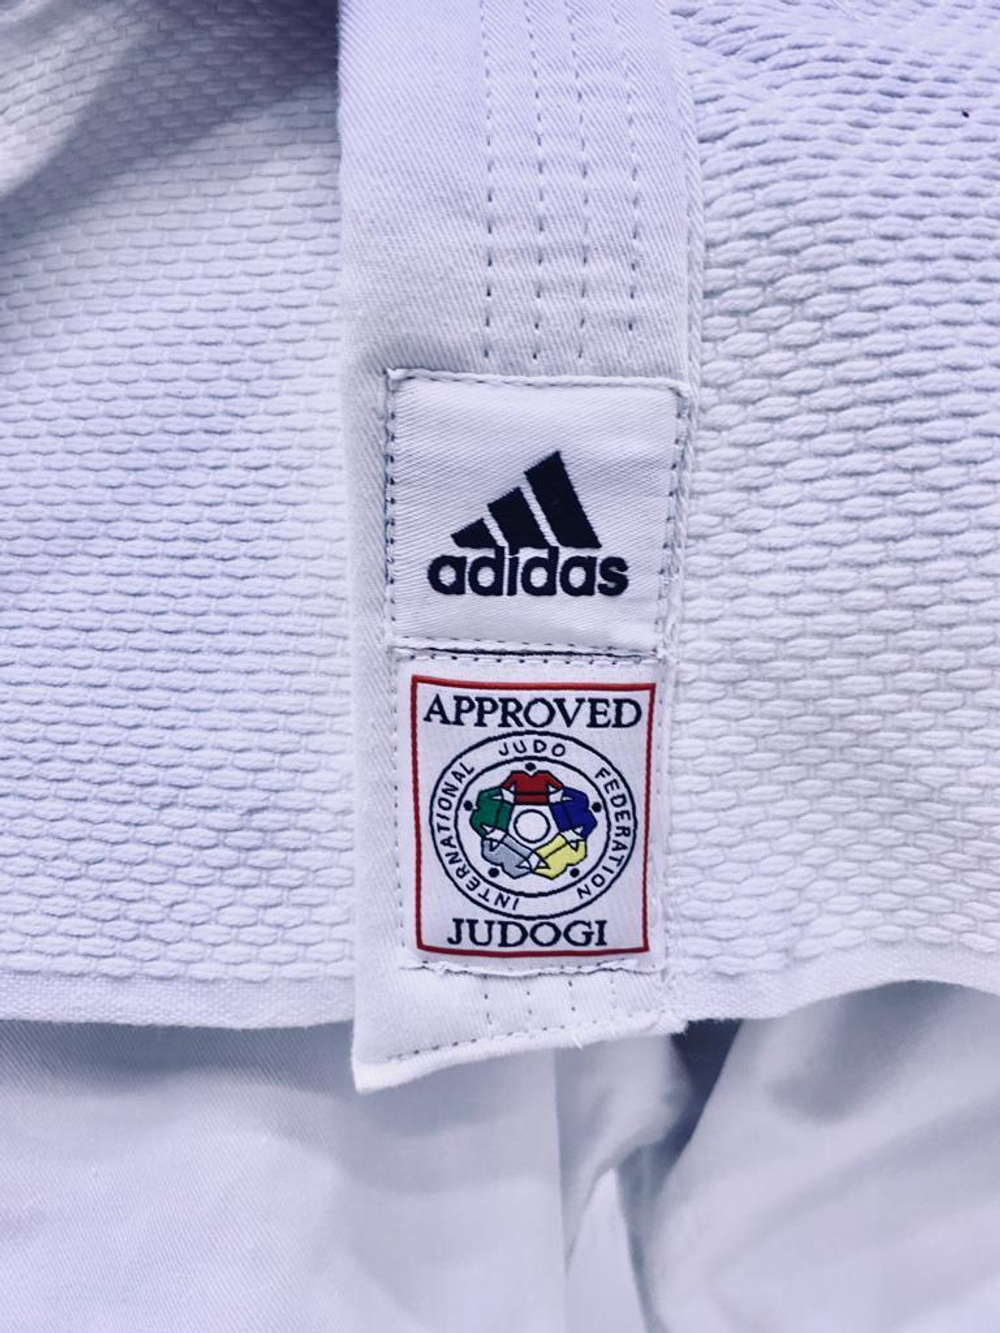 adidas
APPROVED
INTERNATIONAL JUDO FEDERATION
JUDOGI